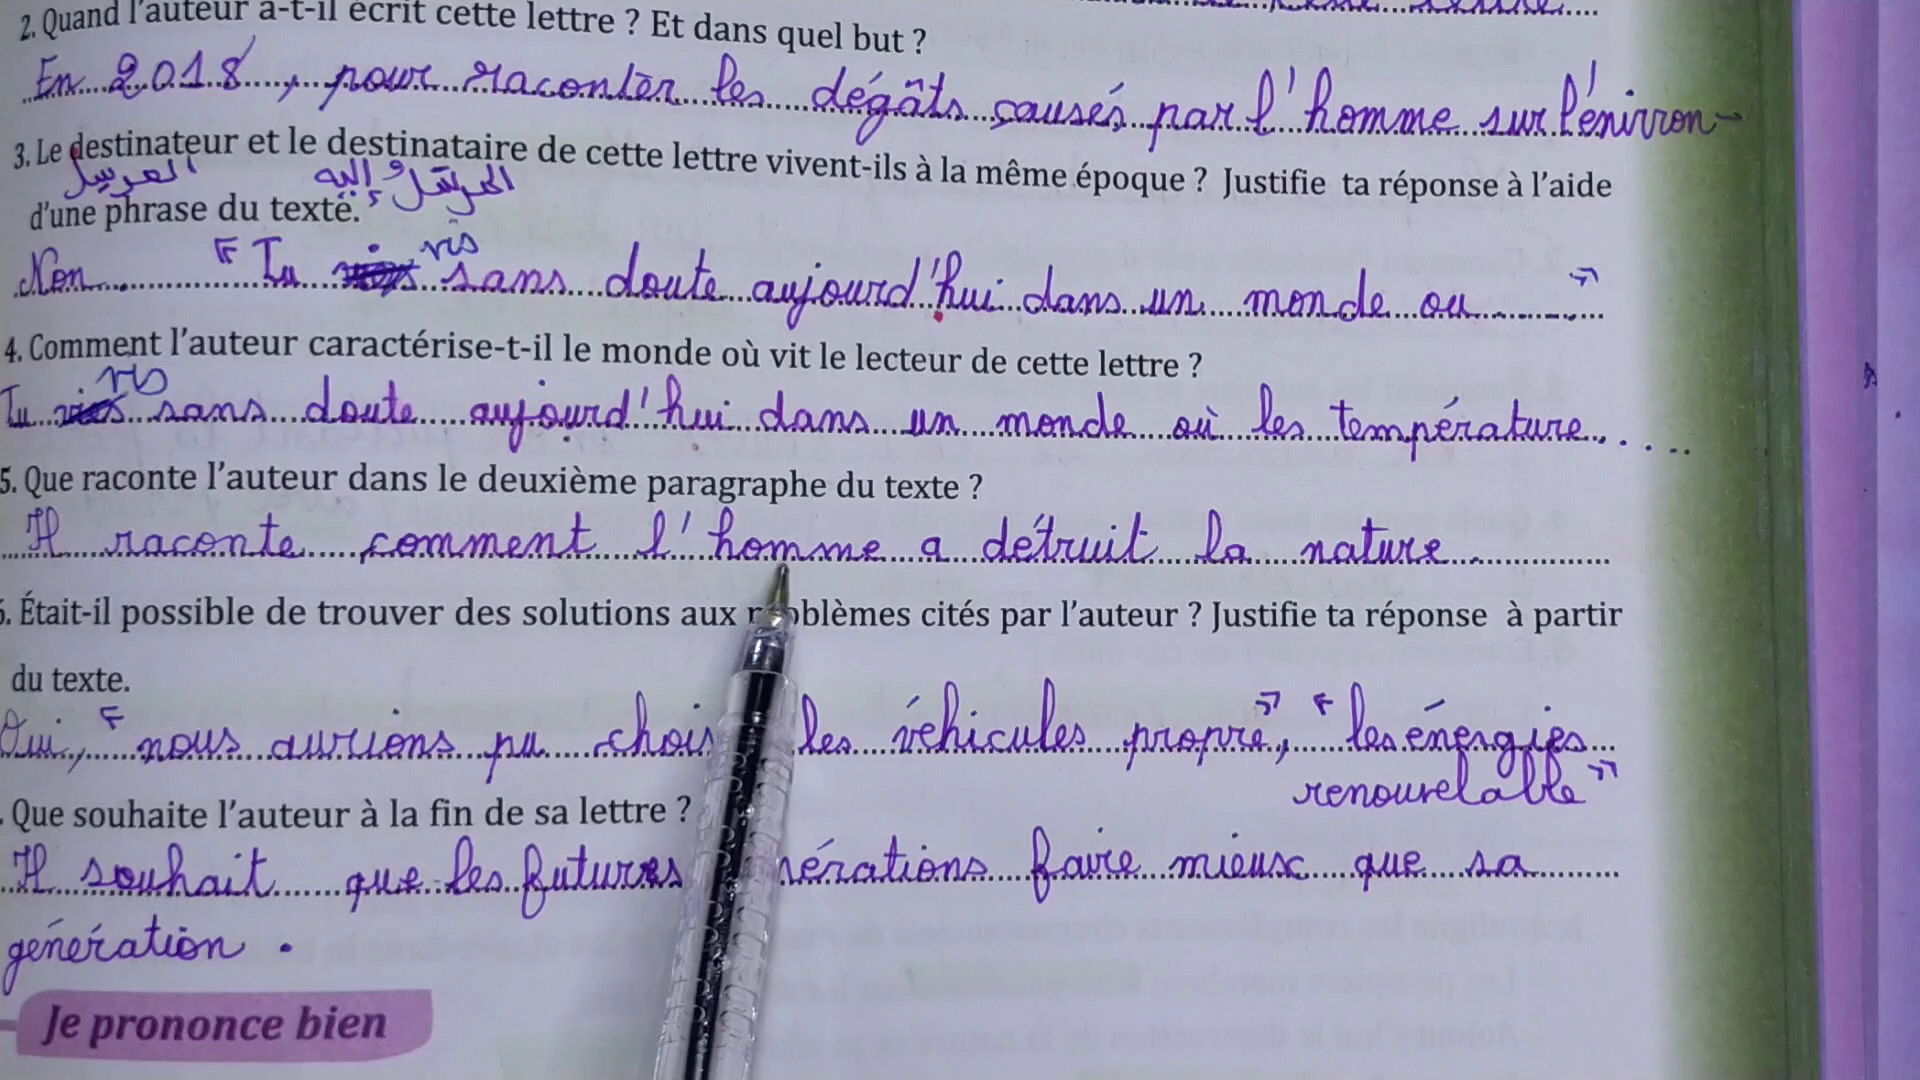 2. Quand l'auteur a-t-il écrit cette lettre ? Et dans quel but ?
En 2018, pour raconter les dégâts causés par l'homme sur l'énirron-
3. Le destinateur et le destinataire de cette lettre vivent-ils à la même époque ? Justifie ta réponse à l'aide
المرسل المرسل إليه
d'une phrase du texte.
vis
Non « Tu sans doute aujourd'hui dans un monde ou »
4. Comment l'auteur caractérise-t-il le monde où vit le lecteur de cette lettre ?
vis
Tu sans doute aujourd'hui dans un monde où les température...
5. Que raconte l'auteur dans le deuxième paragraphe du texte ?
Il raconte comment l'homme a détruit la nature.
6. Était-il possible de trouver des solutions aux blèmes cités par l'auteur ? Justifie ta réponse à partir
du texte.
Oui, « nous aurions pu chois les véhicules propre », « les énergies
renouvelable »
Que souhaite l'auteur à la fin de sa lettre ?
Il souhait que les futures nérations faire mieux que sa
génération.
Je prononce bien